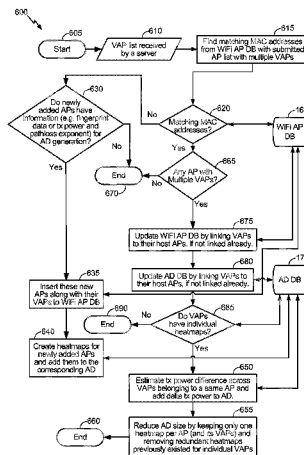 600
605
Start
610
VAP list received
by a server
615
Find matching MAC addresses
from WiFi AP DB with submitted
AP list with multiple VAPs
630
Do newly
added APs have
information (e.g. fingerprint
data or tx power and
pathloss exponent) for
AD generation?
No
620
Matching MAC
addresses?
WiFi AP
DB
Yes
No
End
670
665
Any AP with
Multiple VAPs?
No
Yes
Yes
675
Update WiFi AP DB by linking VAPs
to their host APs, if not linked already.
680
Update AD DB by linking VAPs
to their host APs, if not linked already.
AD DB
635
Insert these new
APs along with their
VAPs to WiFi AP DB
690
End
No
685
Do VAPs
have individual
heatmaps?
640
Create heatmaps for
newly added APs and
add them to the
corresponding AD
Yes
650
Estimate tx power difference across
VAPs belonging to a same AP and
add delta tx power to AD.
660
End
655
Reduce AD size by keeping only one
heatmap per AP (and its VAPs) and
removing redundant heatmaps
previously existed for individual VAPs